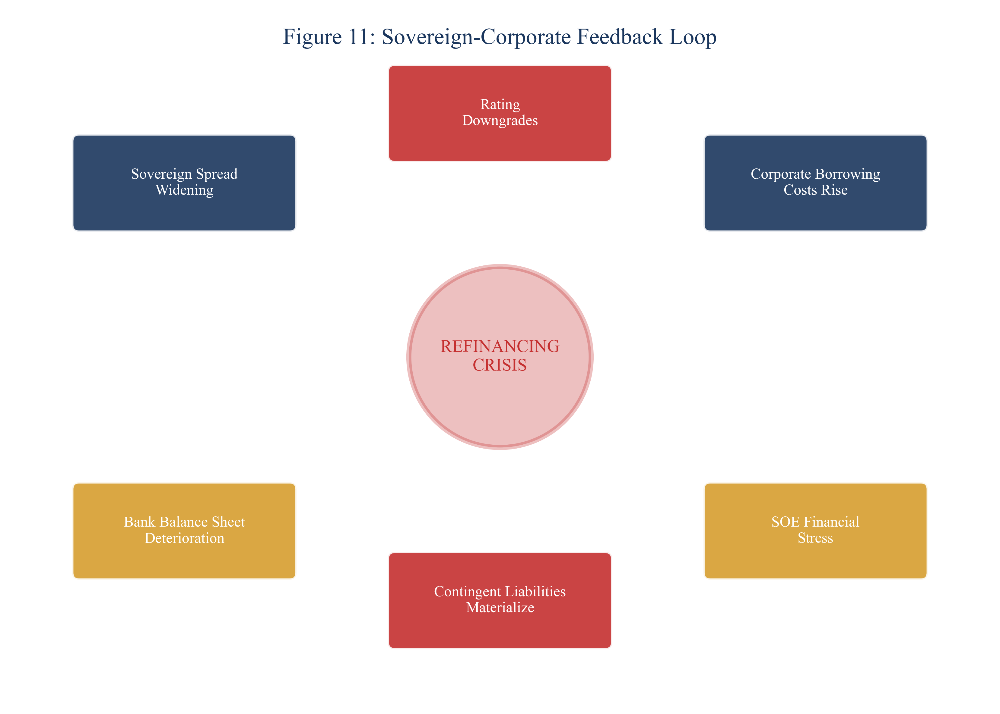 Figure 11: Sovereign-Corporate Feedback Loop
Rating
Downgrades
Sovereign Spread
Widening
Corporate Borrowing
Costs Rise
REFINANCING
CRISIS
Bank Balance Sheet
Deterioration
SOE Financial
Stress
Contingent Liabilities
Materialize